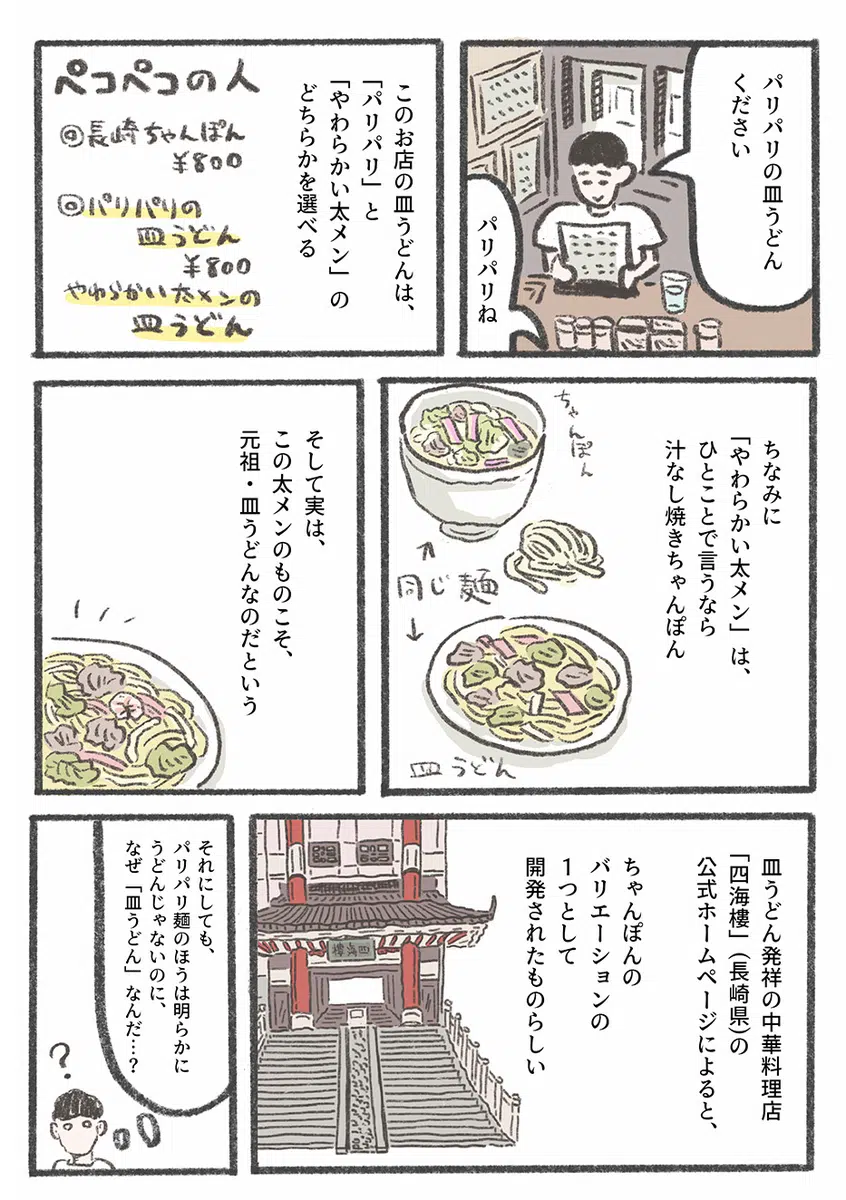 パリパリの皿うどん
ください
パリパリね
このお店の皿うどんは、
「パリパリ」と
「やわらかい太メン」の
どちらかを選べる
ペコペコの人
◎長崎ちゃんぽん
¥800
◎パリパリの
皿うどん
¥800
やわらかい太メンの
皿うどん
ちなみに
「やわらかい太メン」は、
ひとことで言うなら
汁なし焼きちゃんぽん
ちゃんぽん
↑
同じ麺
↓
皿うどん
そして実は、
この太メンのものこそ、
元祖・皿うどんなのだという
皿うどん発祥の中華料理店
「四海樓」(長崎県)の
公式ホームページによると、
ちゃんぽんの
バリエーションの
1つとして
開発されたものらしい
樓海四
それにしても、
パリパリ麺のほうは明らかに
うどんじゃないのに、
なぜ「皿うどん」なんだ…?
?